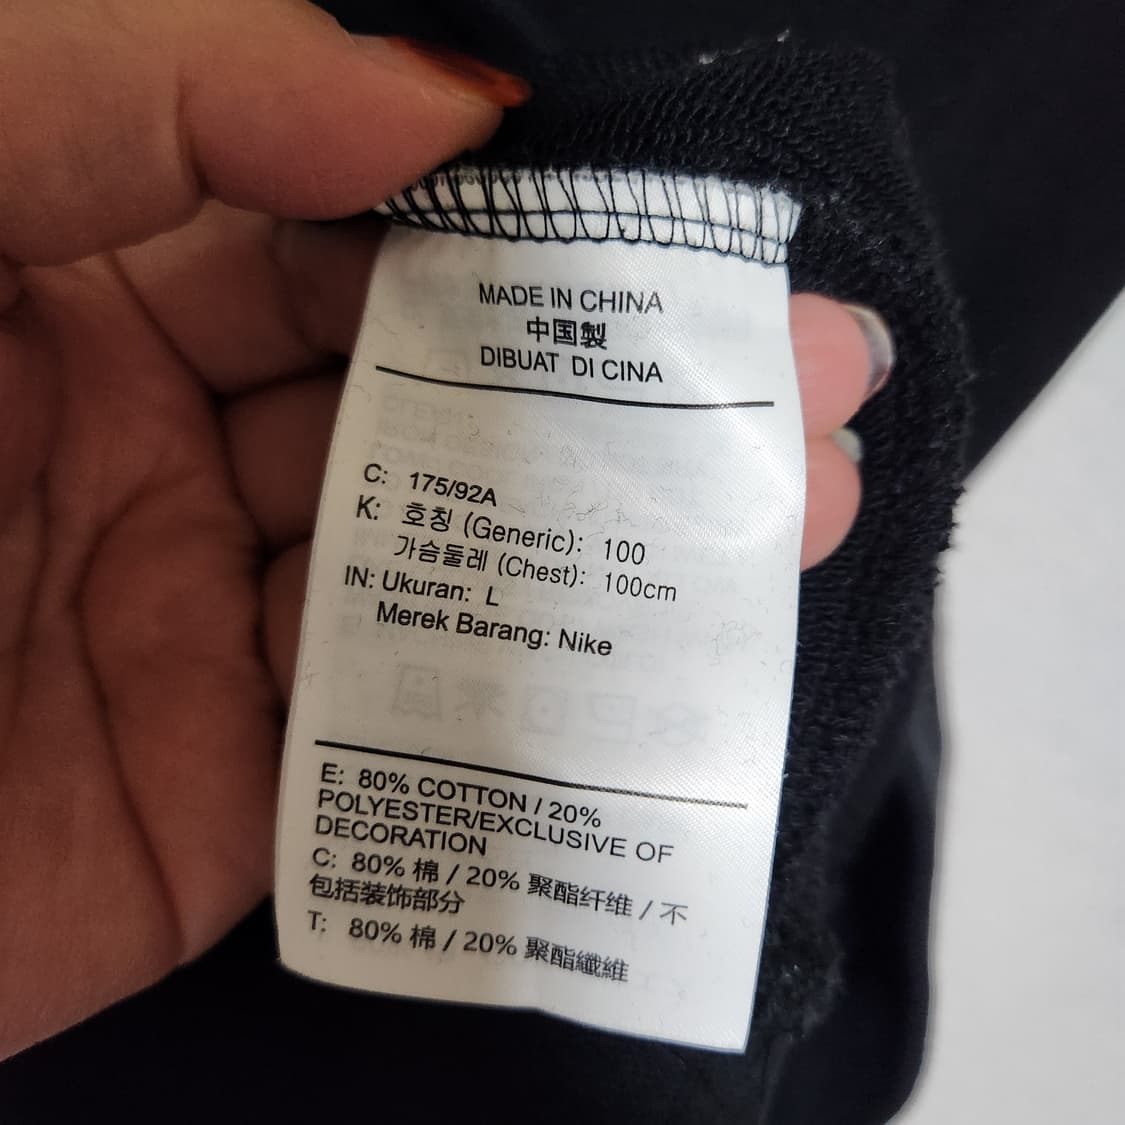 MADE IN CHINA
中国製
DIBUAT DI CINA
C: 175/92A
K: 호칭 (Generic): 100
가슴둘레 (Chest): 100cm
IN: Ukuran: L
Merek Barang: Nike
E: 80% COTTON / 20%
POLYESTER/EXCLUSIVE OF
DECORATION
C: 80% 棉 / 20% 聚酯纤维 / 不
包括装饰部分
T: 80% 棉 / 20% 聚酯纖維